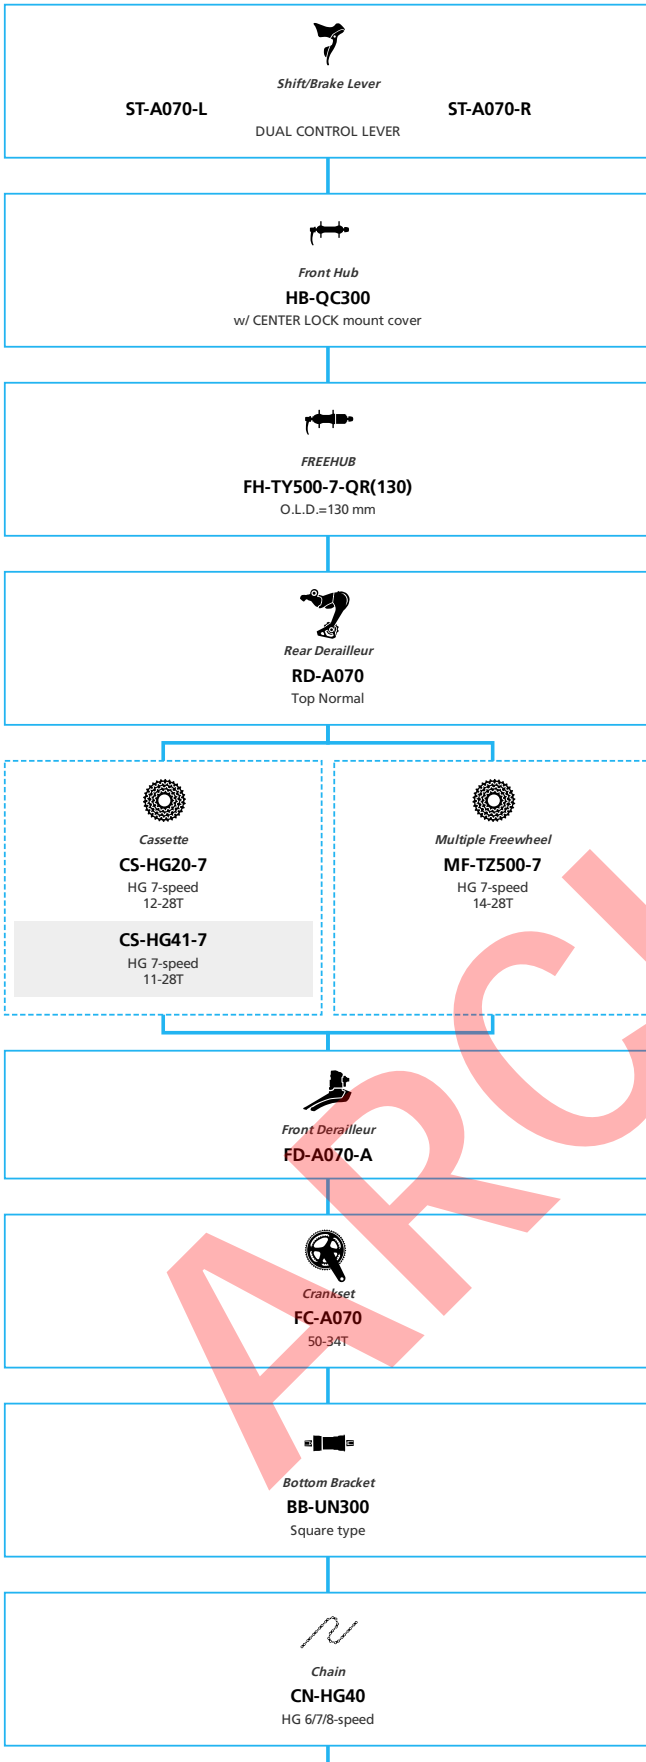 Shift/Brake Lever
ST-A070-L ST-A070-R
DUAL CONTROL LEVER
Front Hub
HB-QC300
w/ CENTER LOCK mount cover
FREEHUB
FH-TY500-7-QR(130)
O.L.D.=130 mm
Rear Derailleur
RD-A070
Top Normal
Cassette
CS-HG20-7
HG 7-speed
12-28T
CS-HG41-7
HG 7-speed
11-28T
Multiple Freewheel
MF-TZ500-7
HG 7-speed
14-28T
Front Derailleur
FD-A070-A
Crankset
FC-A070
50-34T
Bottom Bracket
BB-UN300
Square type
Chain
CN-HG40
HG 6/7/8-speed